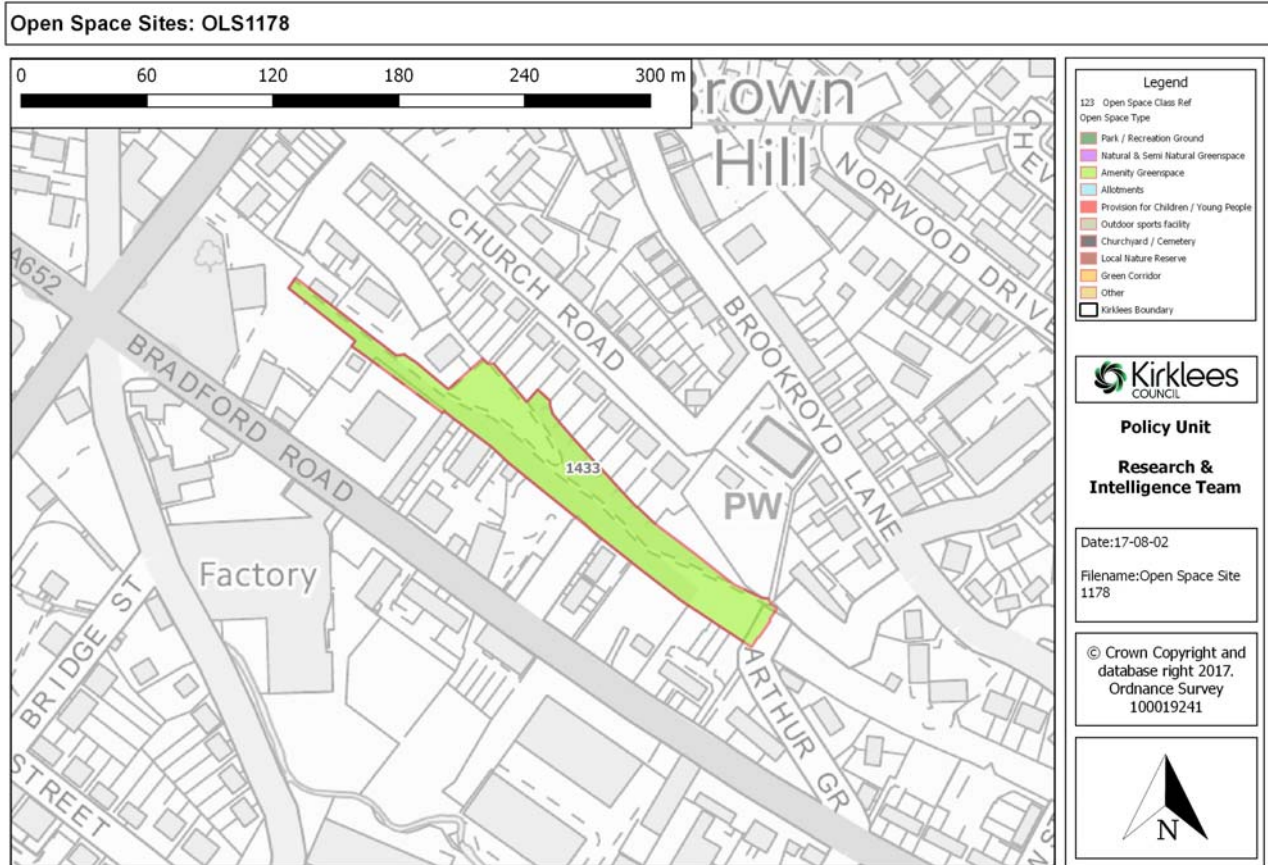 Open Space Sites: OLS1178
0 60 120 180 240 300 m
Brown
Hill
CHEV
NORWOOD DRIVE
CHURCH ROAD
BROOKROYD LANE
A652
BRADFORD ROAD
1433
PW
Factory
BRIDGE ST
STREET
ARTHUR GR
Legend
123 Open Space Class Ref
Open Space Type
Park / Recreation Ground
Natural & Semi Natural Greenspace
Amenity Greenspace
Allotments
Provision for Children / Young People
Outdoor sports facility
Churchyard / Cemetery
Local Nature Reserve
Green Corridor
Other
Kirklees Boundary
Kirklees
COUNCIL
Policy Unit
Research &
Intelligence Team
Date:17-08-02
Filename:Open Space Site
1178
© Crown Copyright and
database right 2017.
Ordnance Survey
100019241
N